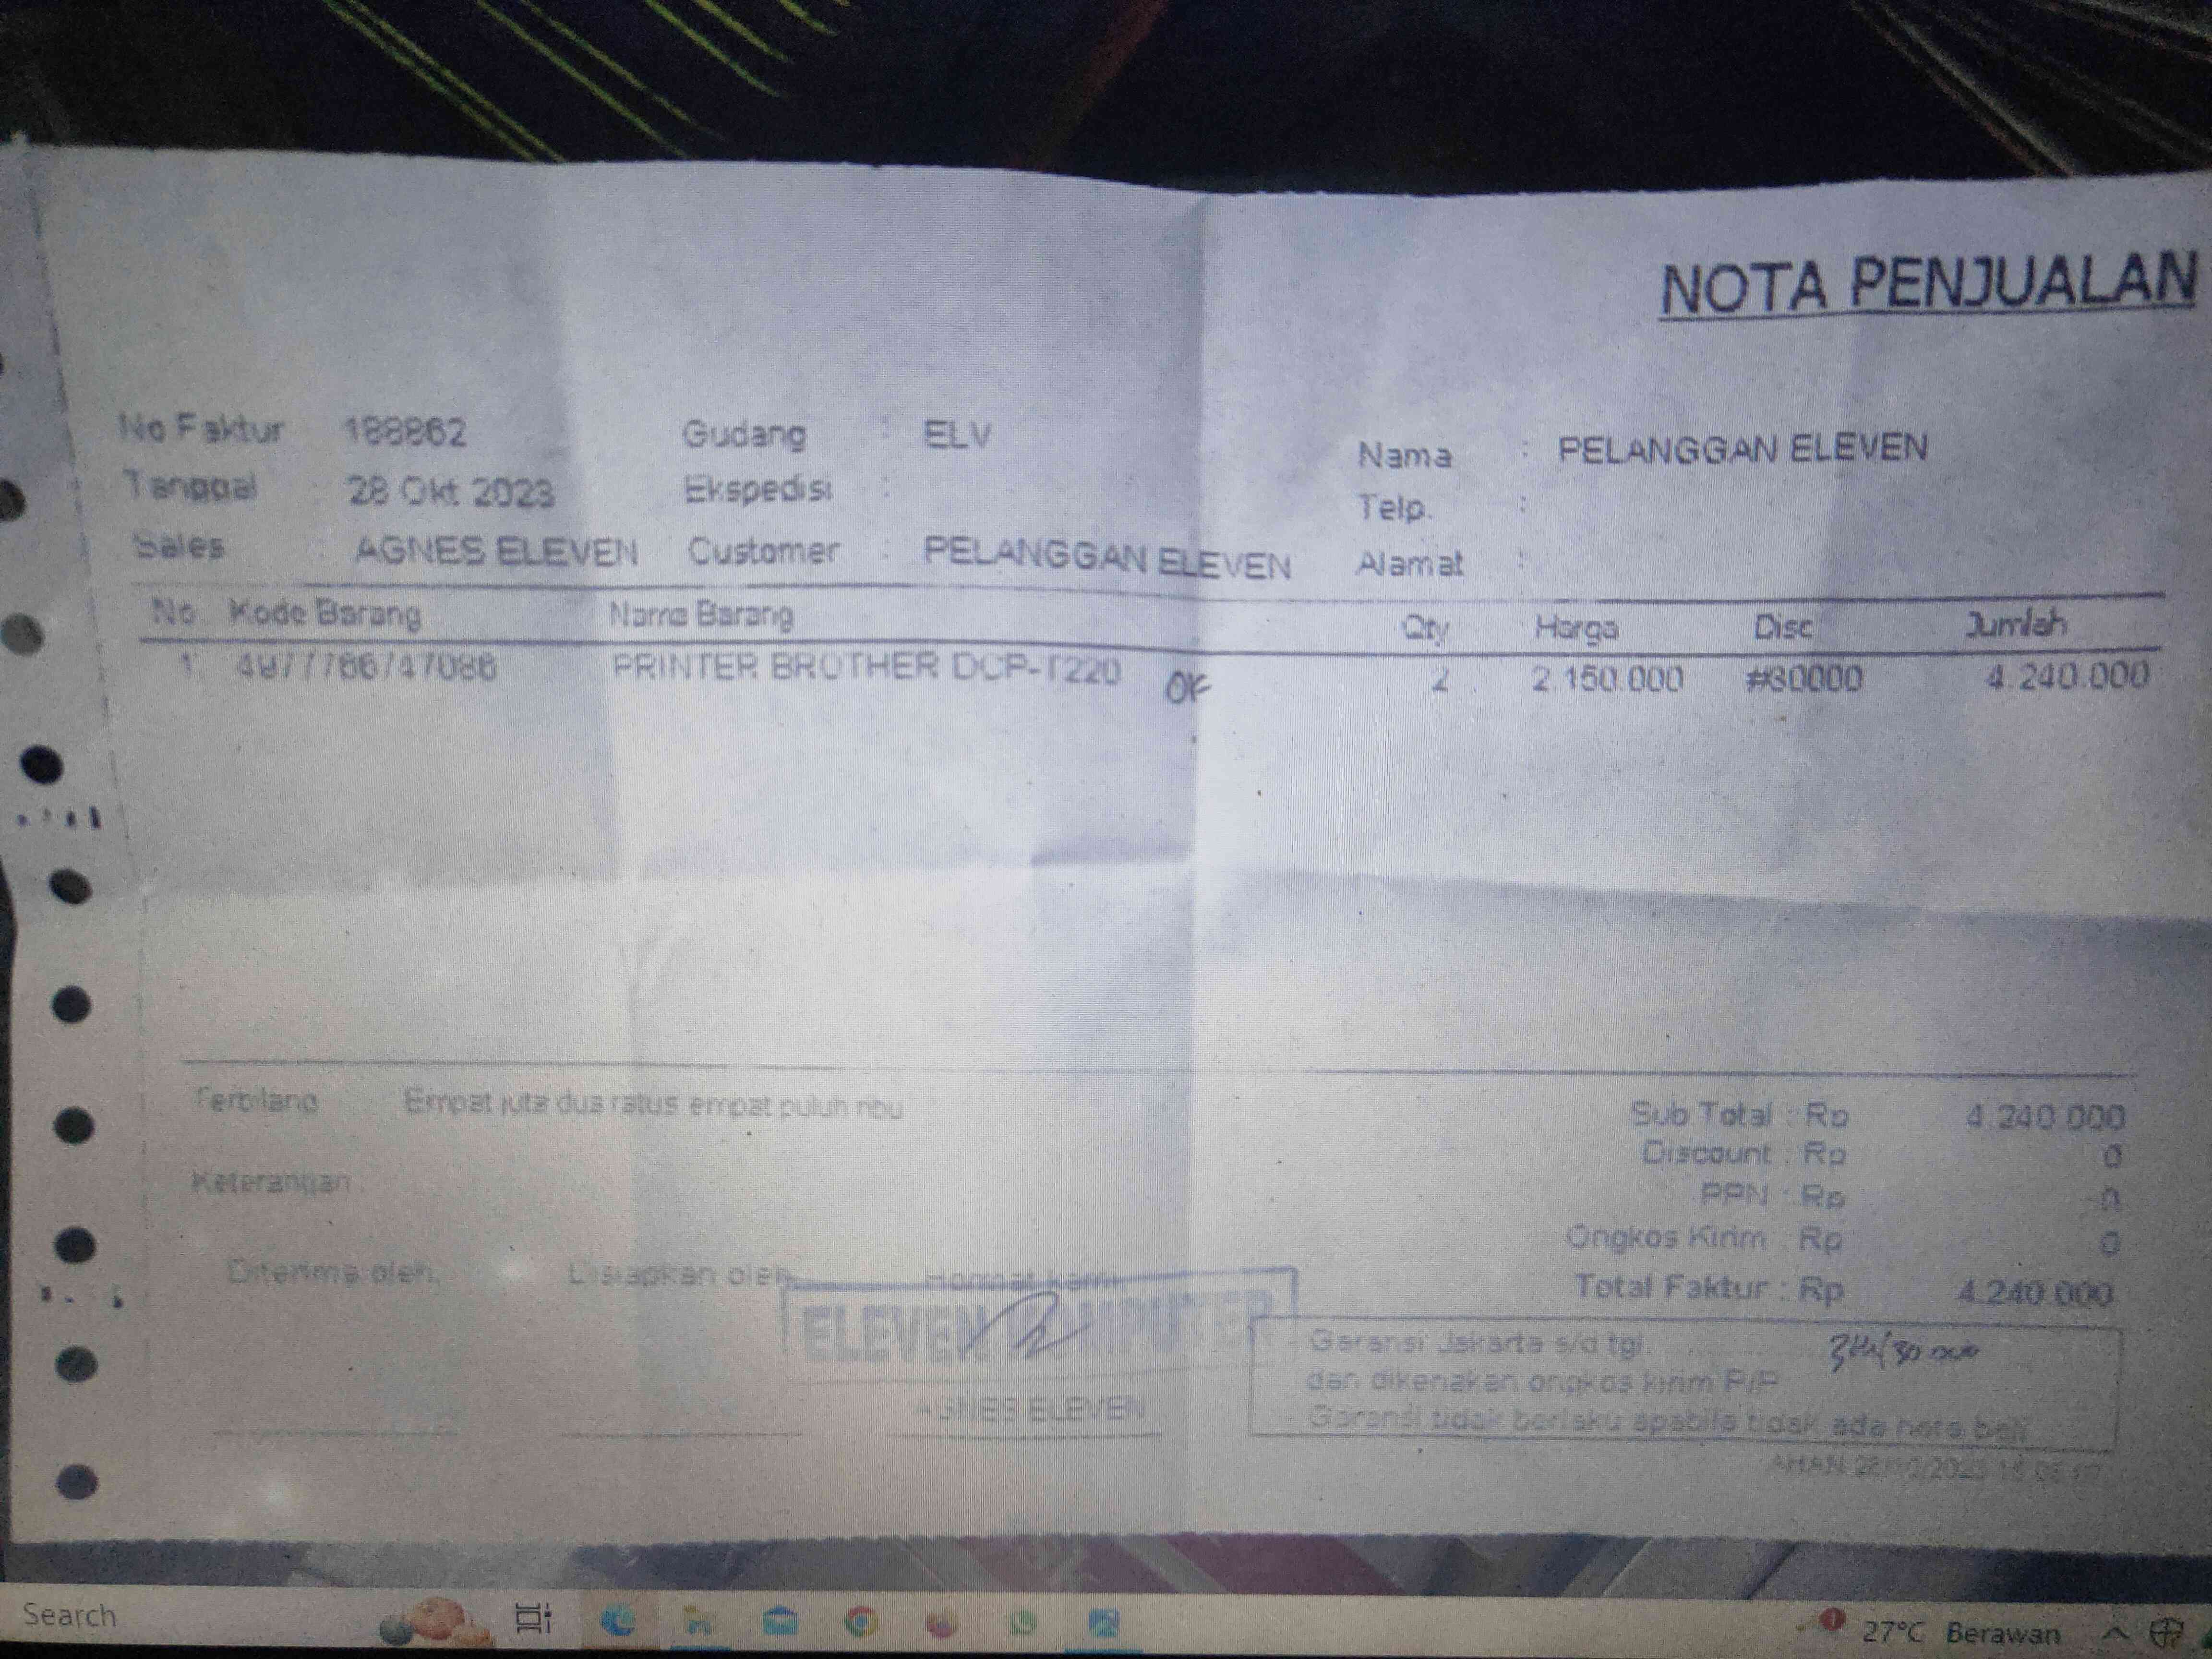 NOTA PENJUALAN
No Faktur 188862 Gudang : ELV Nama : PELANGGAN ELEVEN
Tanggal 28 Okt 2023 Ekspedisi : Telp. :
Sales : AGNES ELEVEN Customer : PELANGGAN ELEVEN Alamat :
No. Kode Barang Nama Barang Qty Harga Disc Jumlah
1. 4977766747086 PRINTER BROTHER DCP-T220 OK 2 2.150.000 #30000 4.240.000
Terbilang Empat juta dua ratus empat puluh ribu Sub Total : Rp 4.240.000
Discount : Rp 0
Keterangan : PPN : Rp 0
Ongkos Kirim : Rp 0
Diterima oleh, Disiapkan oleh, Hormat kami, Total Faktur : Rp 4.240.000
ELEVEN KOMPUTER
- Garansi Jakarta s/d tgl.
dan dikenakan ongkos kirim P/P
- Garansi tidak berlaku apabila tidak ada nota beli
AGNES ELEVEN
Search 27°C Berawan